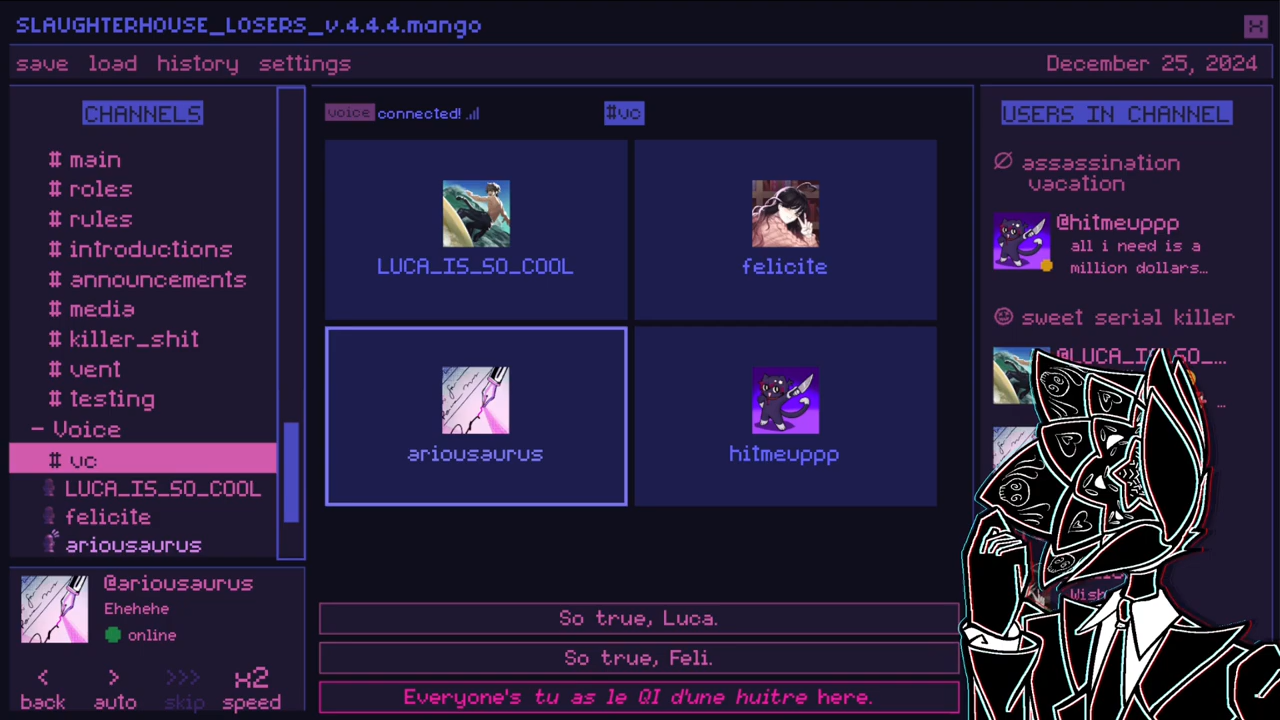 SLAUGHTERHOUSE_LOSERS_v.4.4.4.mango
save load history settings
December 25, 2024
CHANNELS
# main
# roles
# rules
# introductions
# announcements
# media
# killer_shit
# vent
# testing
- Voice
# vc
LUCA_IS_SO_COOL
felicite
ariousaurus
@ariousaurus
Ehehehe
online
< > >>> x2
back auto skip speed
voice connected!
#vc
LUCA_IS_SO_COOL
felicite
ariousaurus
hitmeuppp
So true, Luca.
So true, Feli.
Everyone's tu as le QI d'une huitre here.
USERS IN CHANNEL
assassination
vacation
@hitmeuppp
all i need is a
million dollars…
sweet serial killer
@LUCA_IS_SO_...
Wish